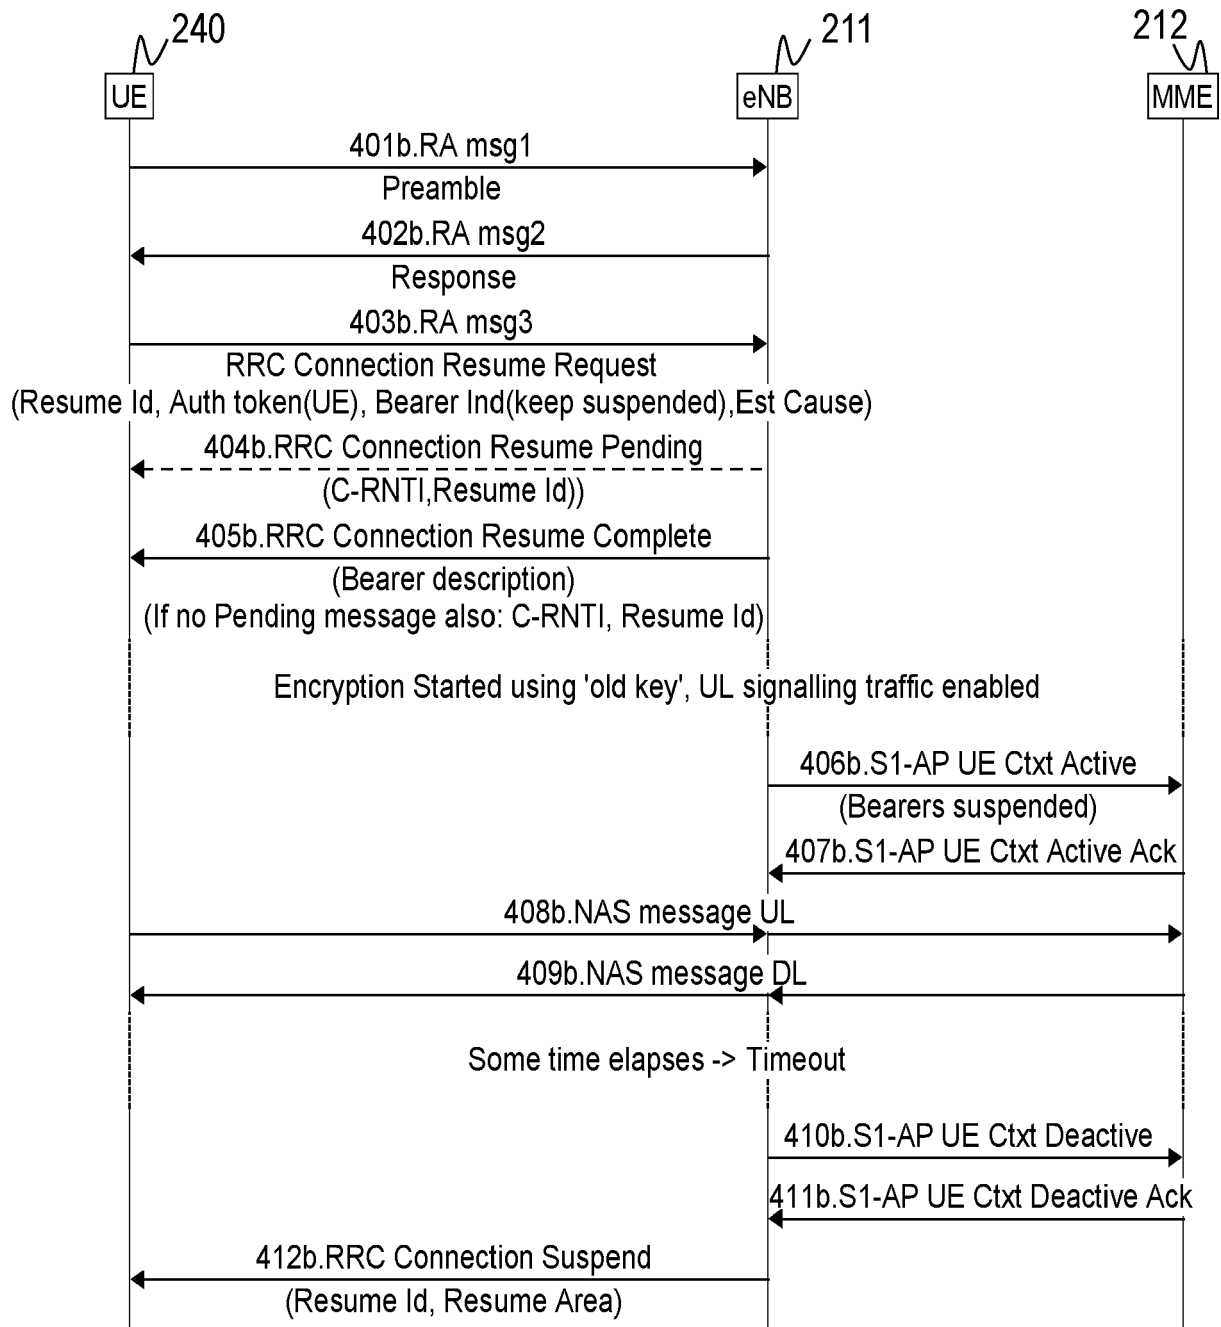 240
211
212
UE
eNB
MME
401b.RA msg1
Preamble
402b.RA msg2
Response
403b.RA msg3
RRC Connection Resume Request
(Resume Id, Auth token(UE), Bearer Ind(keep suspended),Est Cause)
404b.RRC Connection Resume Pending
(C-RNTI,Resume Id))
405b.RRC Connection Resume Complete
(Bearer description)
(If no Pending message also: C-RNTI, Resume Id)
Encryption Started using 'old key', UL signalling traffic enabled
406b.S1-AP UE Ctxt Active
(Bearers suspended)
407b.S1-AP UE Ctxt Active Ack
408b.NAS message UL
409b.NAS message DL
Some time elapses -> Timeout
410b.S1-AP UE Ctxt Deactive
411b.S1-AP UE Ctxt Deactive Ack
412b.RRC Connection Suspend
(Resume Id, Resume Area)